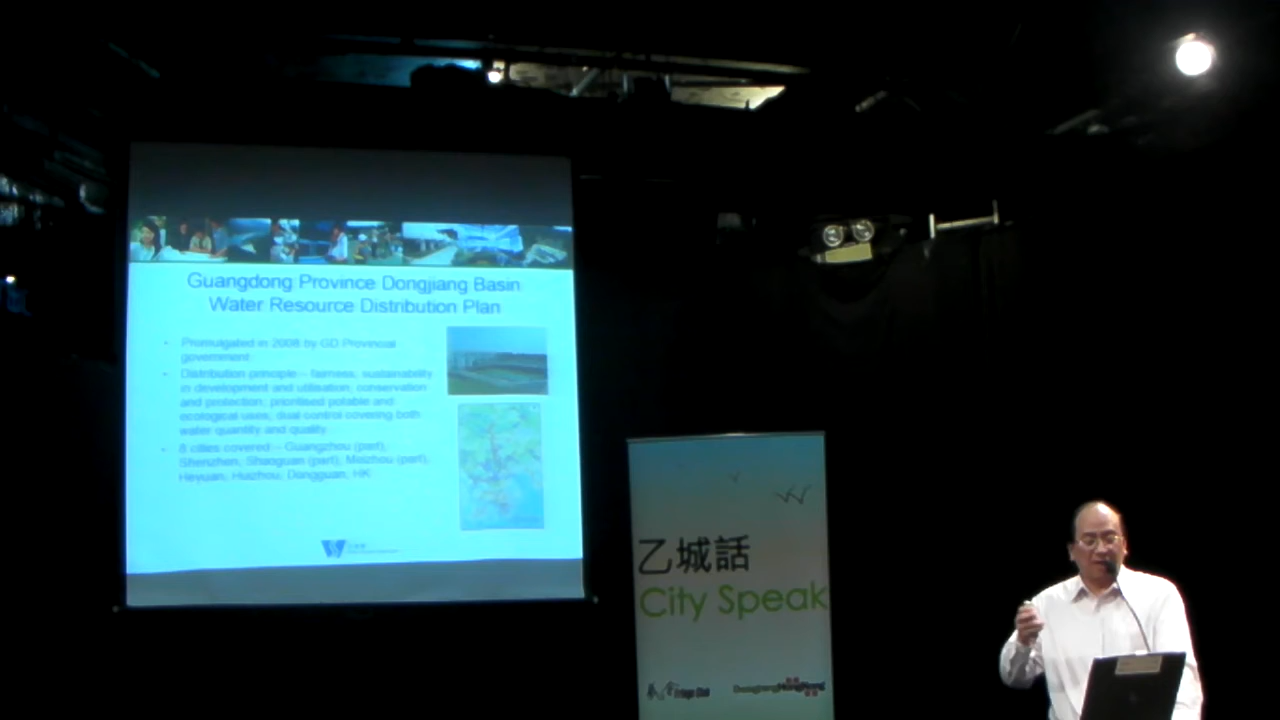 Guangdong Province Dongjiang Basin
Water Resource Distribution Plan
Promulgated in 2008 by GD Provincial
government
Distribution principle – fairness, sustainability
in development and utilisation, conservation
and protection; prioritised potable and
ecological uses; dual control covering both
water quantity and quality
8 cities covered – Guangzhou (part),
Shenzhen, Shaoguan (part), Meizhou (part),
Heyuan, Huizhou, Dongguan, HK
乙城話
City Speak